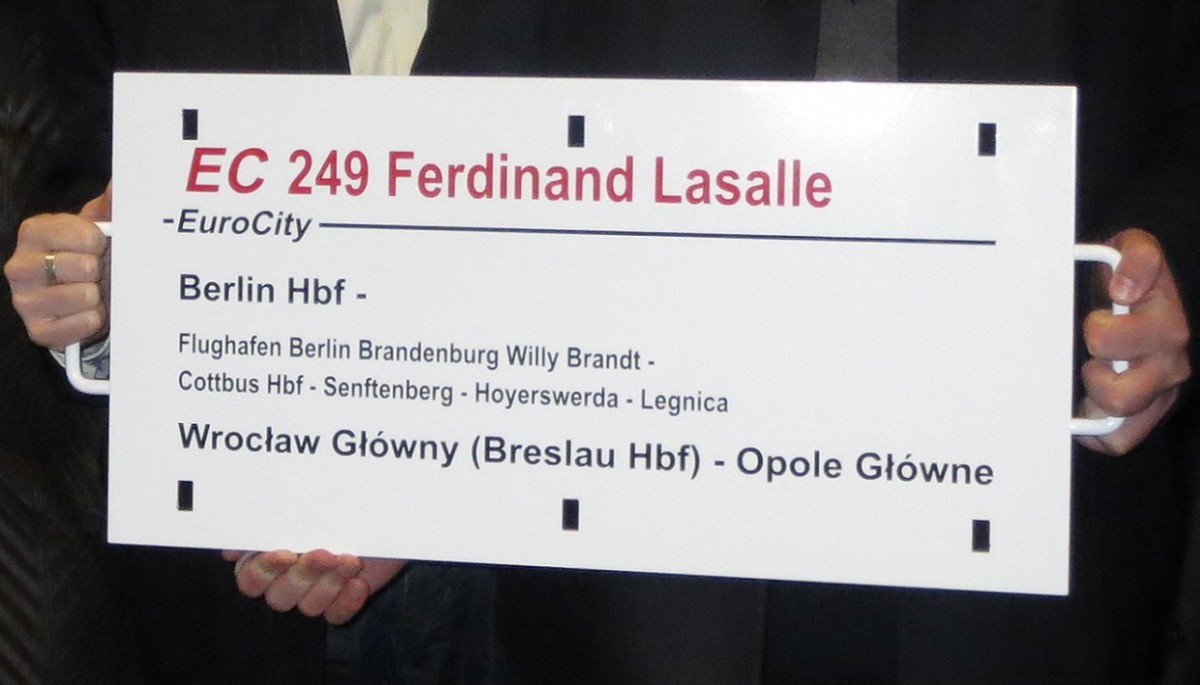 EC 249 Ferdinand Lasalle
-EuroCity
Berlin Hbf -
Flughafen Berlin Brandenburg Willy Brandt -
Cottbus Hbf - Senftenberg - Hoyerswerda - Legnica
Wrocław Główny (Breslau Hbf) - Opole Główne